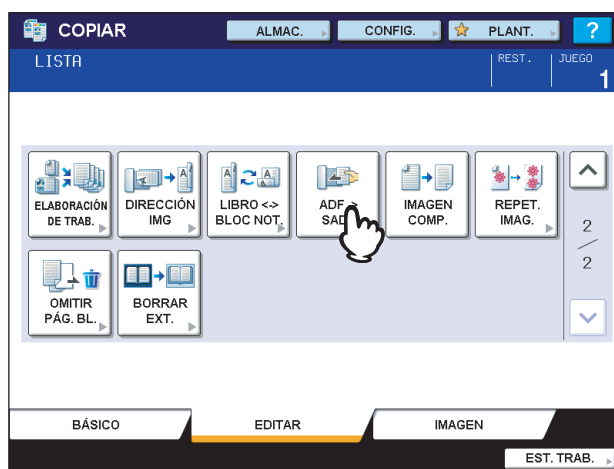 COPIAR
ALMAC.
CONFIG.
PLANT.
?
LISTA
REST.
JUEGO
1
ELABORACIÓN
DE TRAB.
DIRECCIÓN
IMG
LIBRO <->
BLOC NOT.
ADF ->
IMAGEN
COMP.
REPET.
IMAG.
2
2
OMITIR
PÁG. BL.
BORRAR
EXT.
BÁSICO
EDITAR
IMAGEN
EST. TRAB.